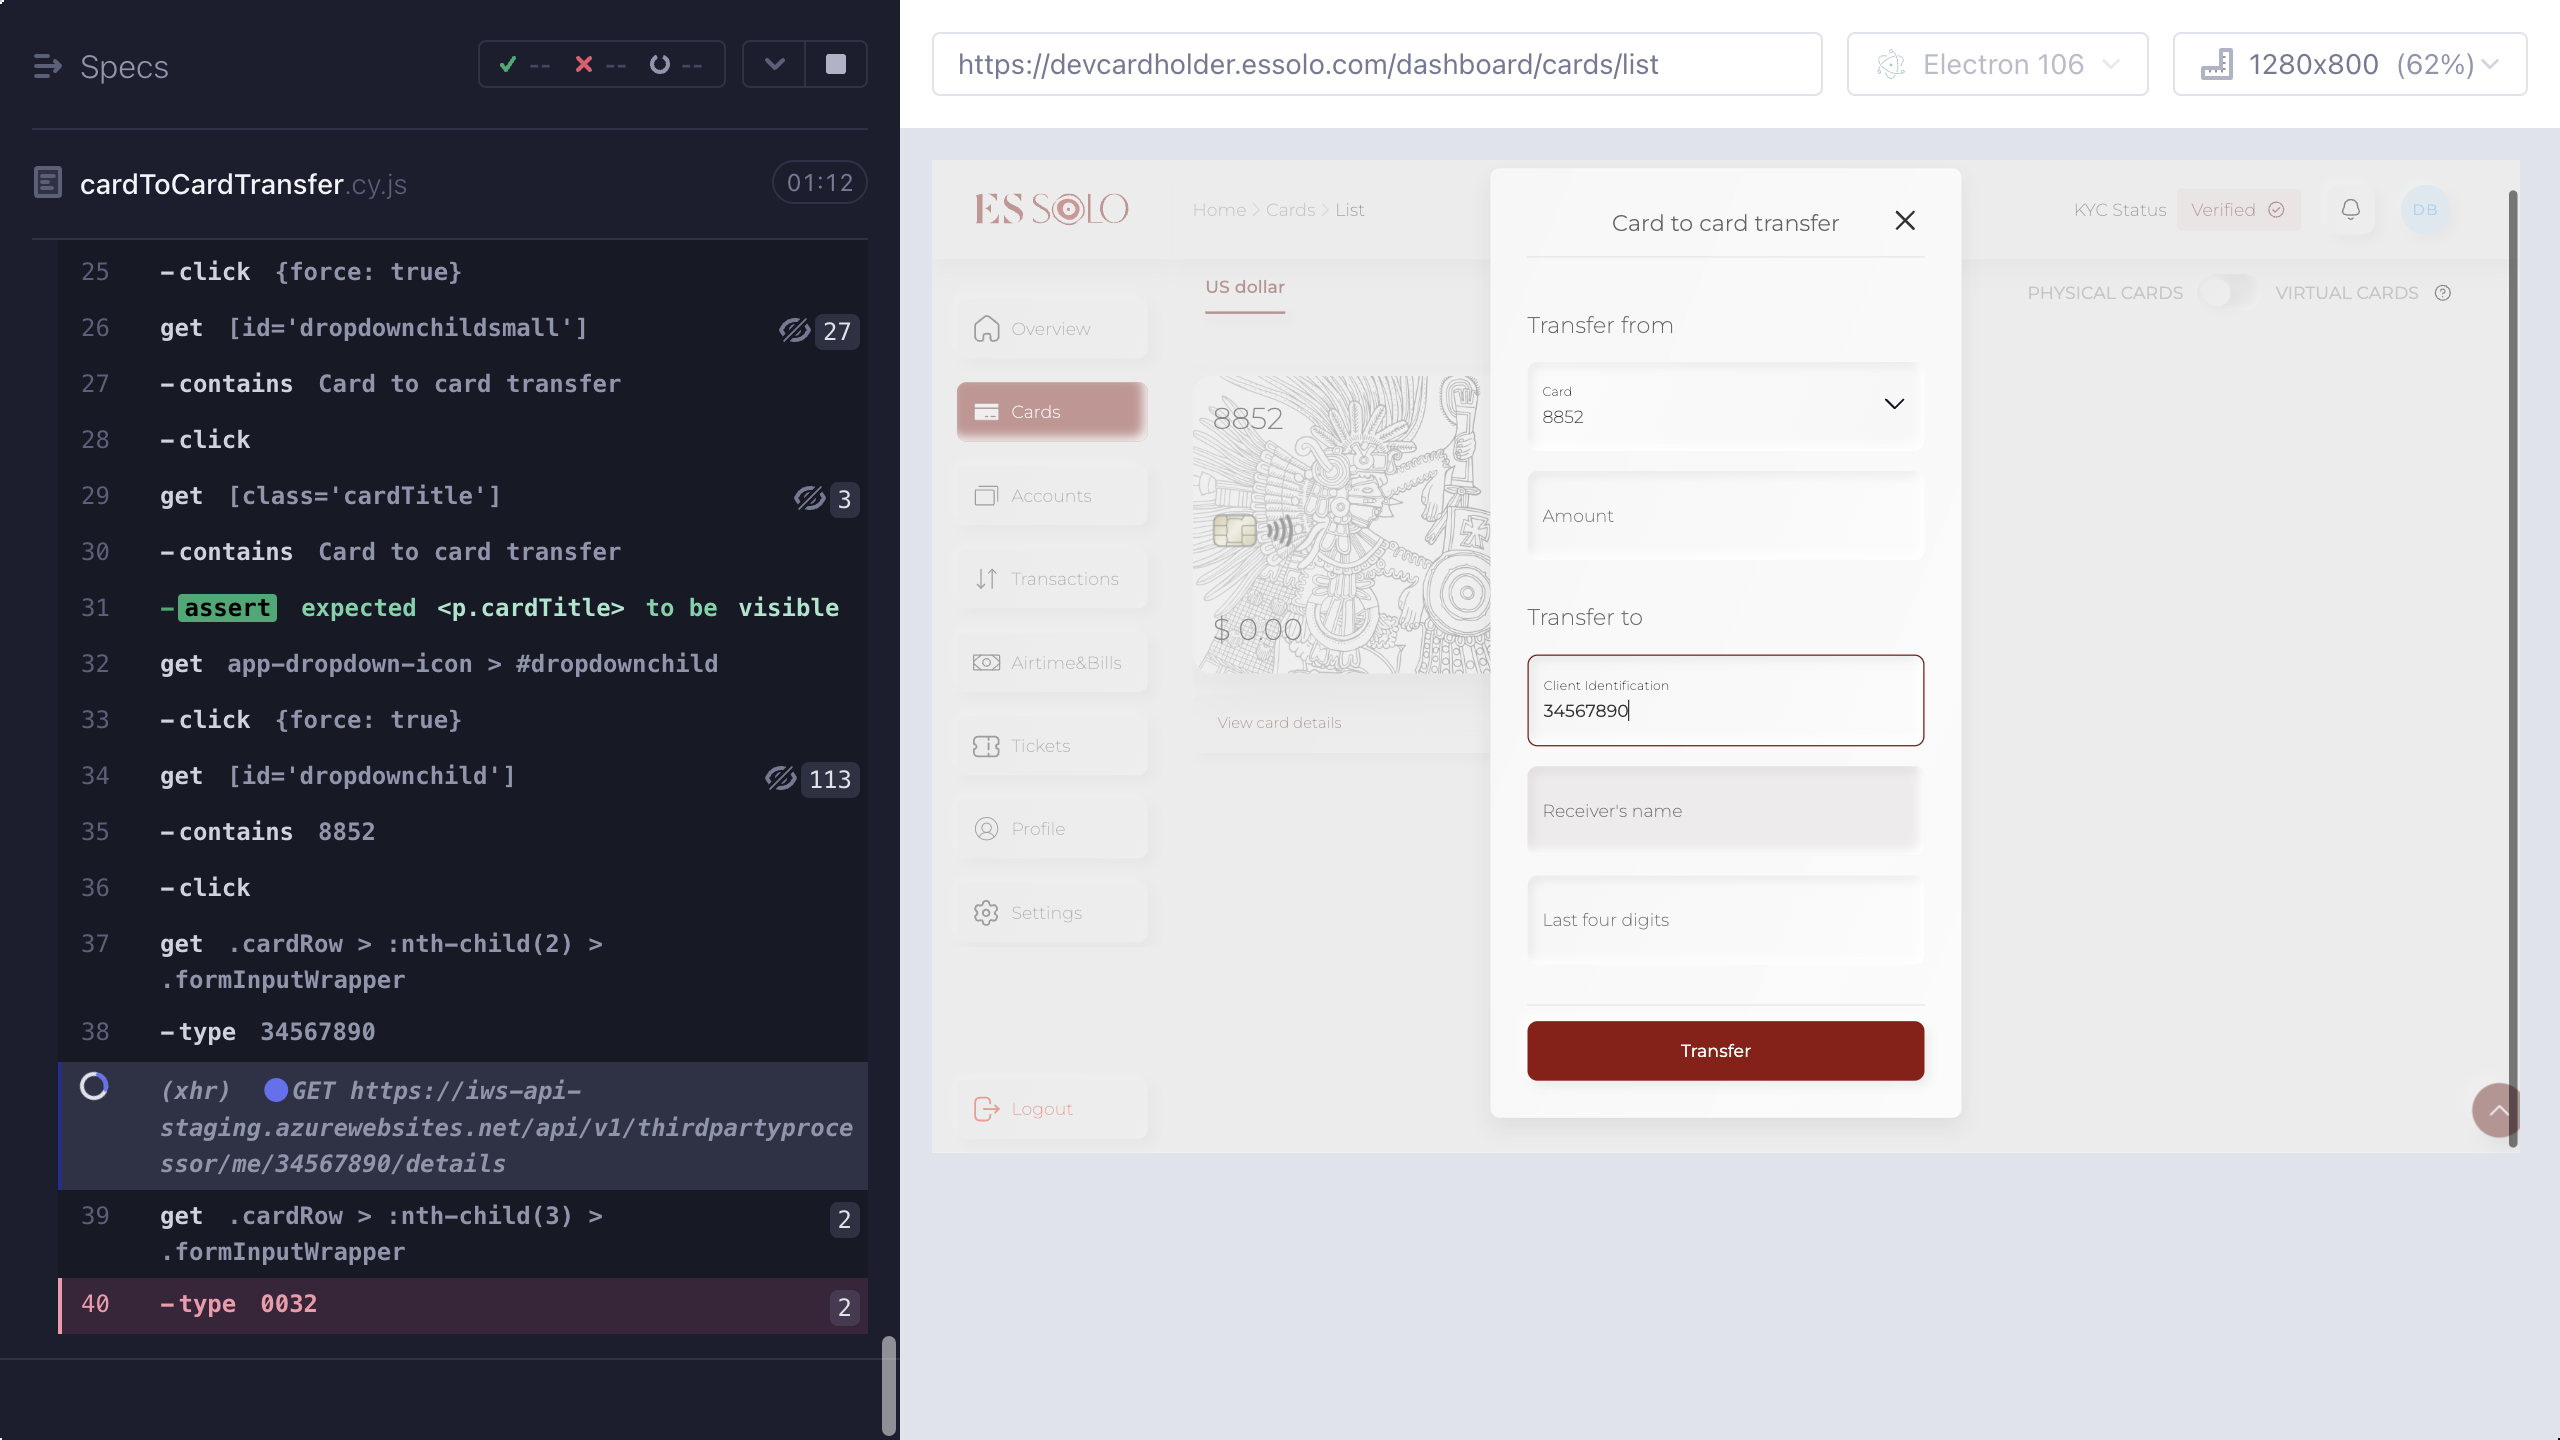 Specs
--
--
--
cardToCardTransfer.cy.js
01:12
25 -click {force: true}
26 get [id='dropdownchildsmall'] 27
27 -contains Card to card transfer
28 -click
29 get [class='cardTitle'] 3
30 -contains Card to card transfer
31 -assert expected <p.cardTitle> to be visible
32 get app-dropdown-icon > #dropdownchild
33 -click {force: true}
34 get [id='dropdownchild'] 113
35 -contains 8852
36 -click
37 get .cardRow > :nth-child(2) >
.formInputWrapper
38 -type 34567890
(xhr) GET https://iws-api-
staging.azurewebsites.net/api/v1/thirdpartyproce
ssor/me/34567890/details
39 get .cardRow > :nth-child(3) > 2
.formInputWrapper
40 -type 0032 2
https://devcardholder.essolo.com/dashboard/cards/list
Electron 106
1280x800 (62%)
ES SOLO
Home > Cards > List
KYC Status
Verified
DB
US dollar
PHYSICAL CARDS
VIRTUAL CARDS
Overview
Cards
Accounts
Transactions
Airtime&Bills
Tickets
Profile
Settings
Logout
8852
$ 0.00
View card details
Card to card transfer
Transfer from
Card
8852
Amount
Transfer to
Client Identification
34567890
Receiver's name
Last four digits
Transfer